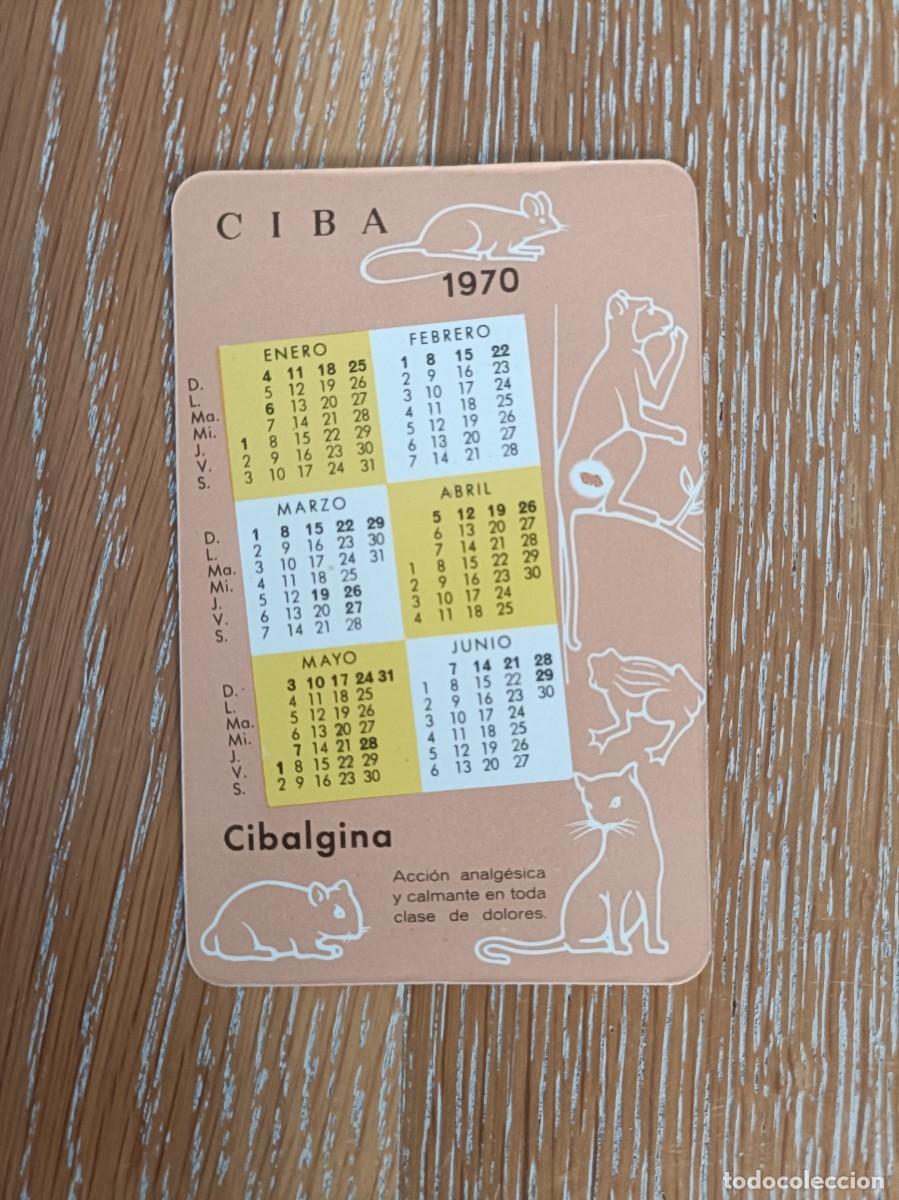 CIBA
1970
ENERO
D. 4 11 18 25
L. 5 12 19 26
Ma. 6 13 20 27
Mi. 7 14 21 28
J. 1 8 15 22 29
V. 2 9 16 23 30
S. 3 10 17 24 31
FEBRERO
1 8 15 22
2 9 16 23
3 10 17 24
4 11 18 25
5 12 19 26
6 13 20 27
7 14 21 28
MARZO
D. 1 8 15 22 29
L. 2 9 16 23 30
Ma. 3 10 17 24 31
Mi. 4 11 18 25
J. 5 12 19 26
V. 6 13 20 27
S. 7 14 21 28
ABRIL
5 12 19 26
6 13 20 27
7 14 21 28
1 8 15 22 29
2 9 16 23 30
3 10 17 24
4 11 18 25
MAYO
D. 3 10 17 24 31
L. 4 11 18 25
Ma. 5 12 19 26
Mi. 6 13 20 27
J. 7 14 21 28
V. 1 8 15 22 29
S. 2 9 16 23 30
JUNIO
7 14 21 28
1 8 15 22 29
2 9 16 23 30
3 10 17 24
4 11 18 25
5 12 19 26
6 13 20 27
Cibalgina
Acción analgésica
y calmante en toda
clase de dolores.
todocoleccion